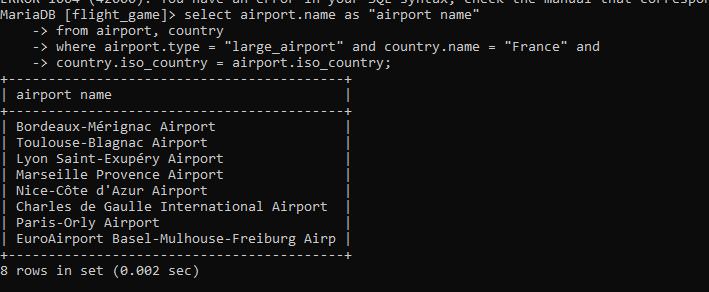 ERROR 1064 (42000): You have an error in your SQL syntax; check the manual that correspon
MariaDB [flight_game]> select airport.name as "airport name"
    -> from airport, country
    -> where airport.type = "large_airport" and country.name = "France" and
    -> country.iso_country = airport.iso_country;
+-----------------------------------------+
| airport name                            |
+-----------------------------------------+
| Bordeaux-Mérignac Airport               |
| Toulouse-Blagnac Airport                |
| Lyon Saint-Exupéry Airport              |
| Marseille Provence Airport              |
| Nice-Côte d'Azur Airport                |
| Charles de Gaulle International Airport |
| Paris-Orly Airport                      |
| EuroAirport Basel-Mulhouse-Freiburg Airp |
+-----------------------------------------+
8 rows in set (0.002 sec)